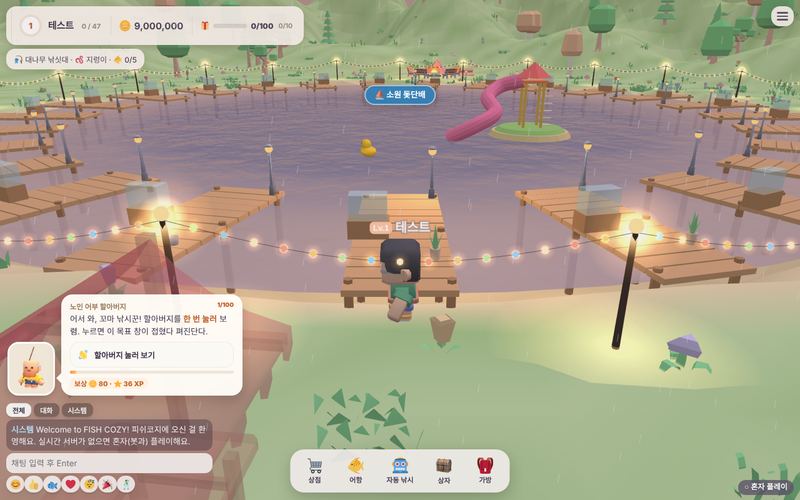 1 테스트 0 / 47 9,000,000 0/100 0/10
대나무 낚싯대 · 지렁이 · 0/5
소원 돛단배
Lv.1 테스트
노인 어부 할아버지 1/100
어서 와, 꼬마 낚시꾼! 할아버지를 한 번 눌러 보
렴. 누르면 이 목표 창이 접혔다 펴진단다.
할아버지 눌러 보기
보상 80 · 36 XP
전체 대화 시스템
시스템 Welcome to FISH COZY! 피쉬코지에 오신 걸 환
영해요. 실시간 서버가 없으면 혼자(봇과) 플레이해요.
채팅 입력 후 Enter
상점 어항 자동 낚시 상자 가방
○ 혼자 플레이